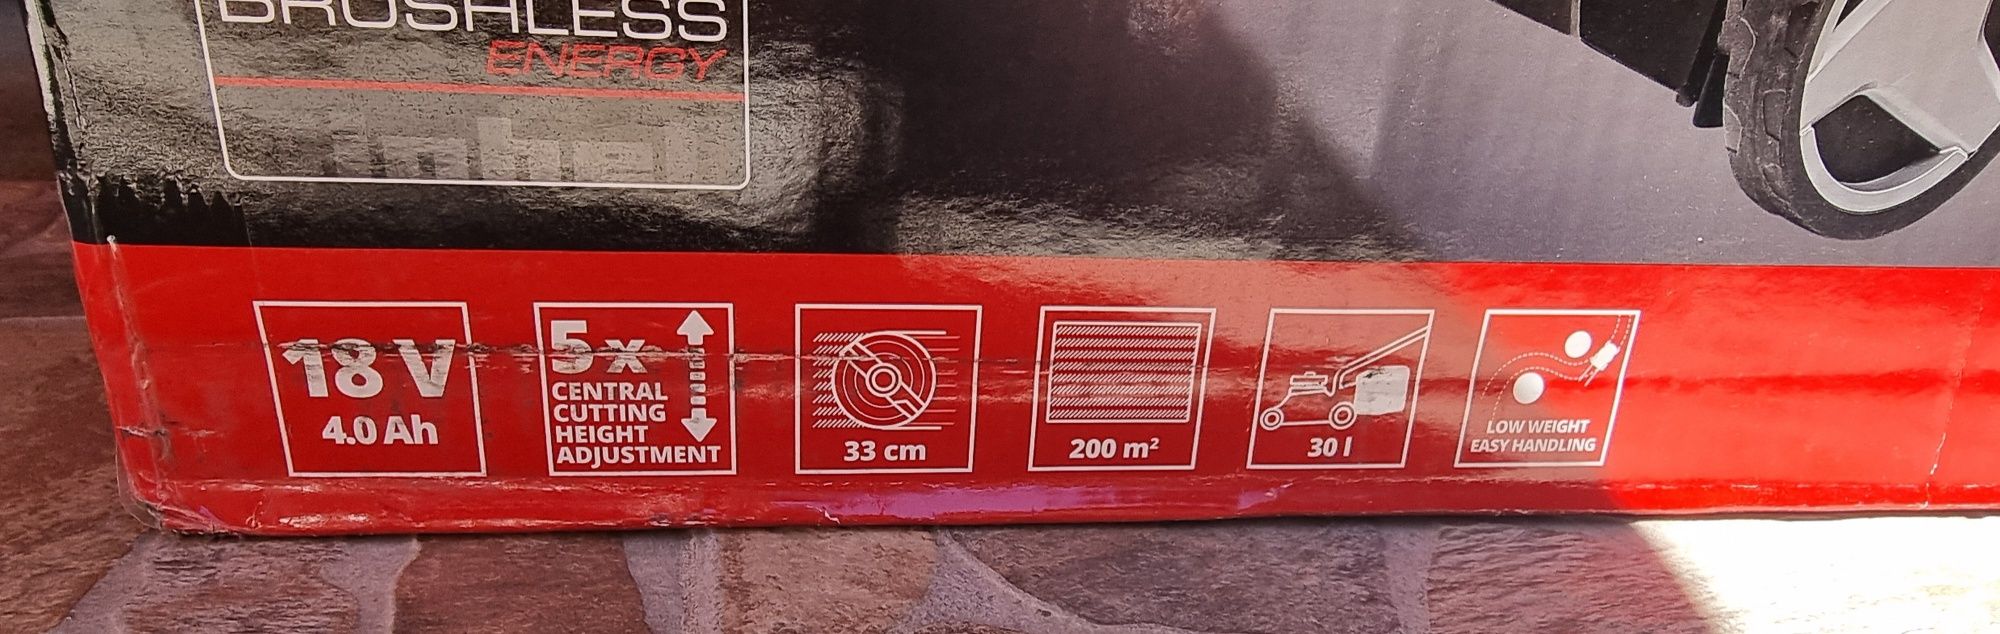 BRUSHLESS
ENERGY
18 V
4.0 Ah
5x
CENTRAL
CUTTING
HEIGHT
ADJUSTMENT
33 cm
200 m²
30 l
LOW WEIGHT
EASY HANDLING